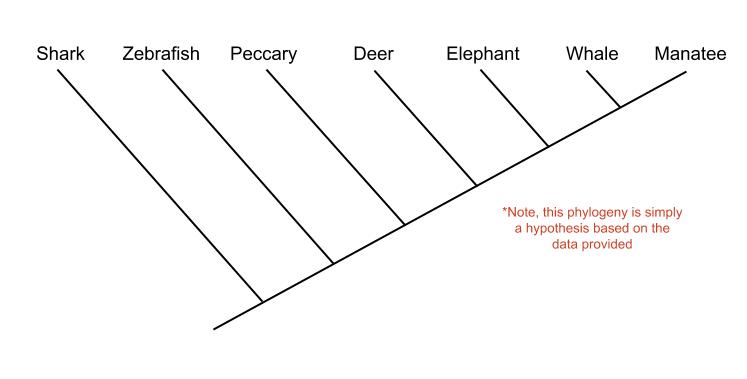 Shark Zebrafish Peccary Deer Elephant Whale Manatee
*Note, this phylogeny is simply
a hypothesis based on the
data provided